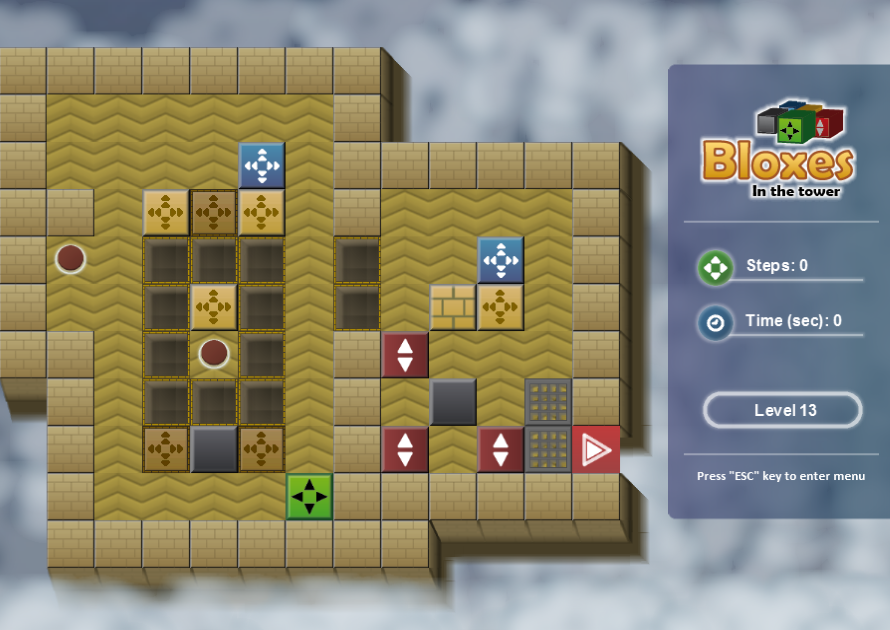 Bloxes
In the tower
Steps: 0
Time (sec): 0
Level 13
Press "ESC" key to enter menu